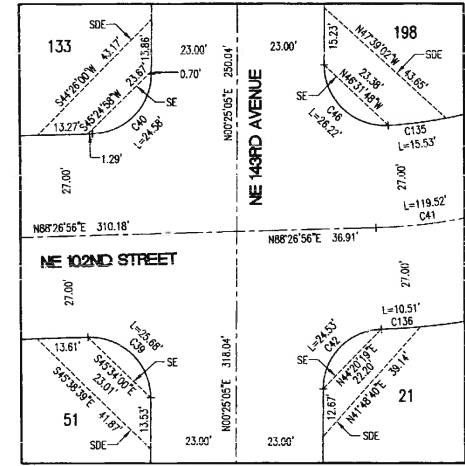 SDE
133
S44°26'00"W 43.17'
13.86'
23.00'
S45°24'58"W
23.67'
0.70'
SE
13.27'
C40
L=24.58'
1.29'
27.00'
N00°25'05"E 250.04'
NE 143RD AVENUE
198
N47°39'02"W
SDE
43.65'
15.23'
23.00'
SE
23.38'
N46°31'48"W
C46
L=26.22'
C135
L=15.53'
27.00'
L=119.52'
C41
N88°26'56"E 310.18'
N88°26'56"E 36.91'
NE 102ND STREET
27.00'
13.61'
L=23.68'
C39
SE
S45°34'00"E
23.01'
S45°38'39"E
41.87'
13.53'
51
SDE
23.00'
N00°25'05"E 318.04'
27.00'
L=10.51'
C136
L=24.53'
C42
SE
N44°20'19"E
22.20'
N41°48'40"E
39.14'
12.67'
21
SDE
23.00'